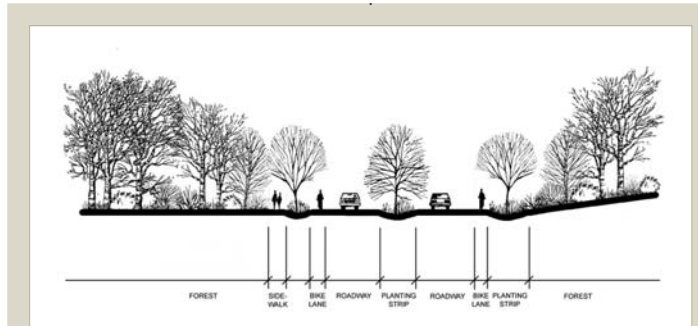 FOREST
SIDE-
WALK
BIKE
LANE
ROADWAY
PLANTING
STRIP
ROADWAY
BIKE
LANE
PLANTING
STRIP
FOREST